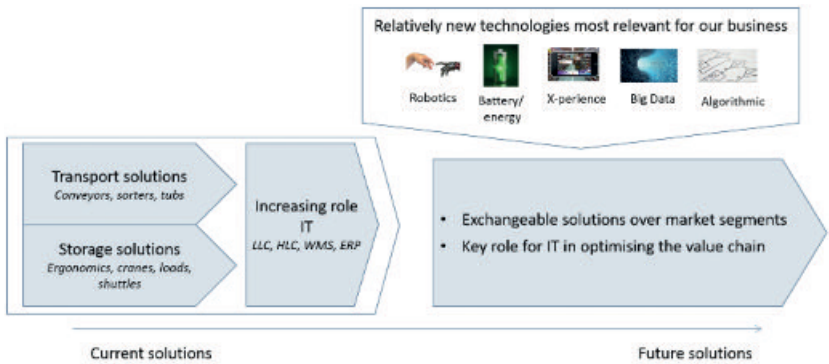 Relatively new technologies most relevant for our business
Robotics
Battery/
energy
X-perience
Big Data
Algorithmic
Transport solutions
Conveyors, sorters, tubs
Storage solutions
Ergonomics, cranes, loads,
shuttles
Increasing role
IT
LLC, HLC, WMS, ERP
• Exchangeable solutions over market segments
• Key role for IT in optimising the value chain
Current solutions
Future solutions